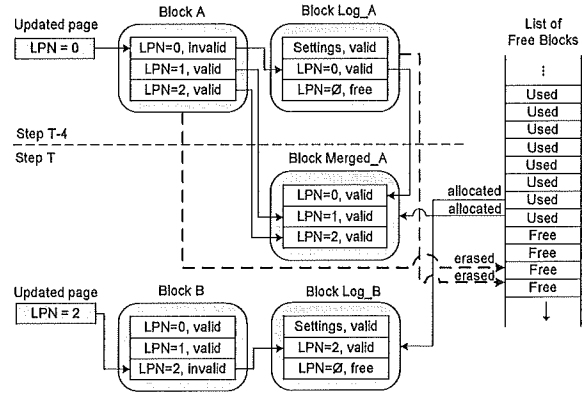 Updated page
LPN = 0
Block A
LPN=0, invalid
LPN=1, valid
LPN=2, valid
Block Log_A
Settings, valid
LPN=0, valid
LPN=Ø, free
List of
Free Blocks
⋮
Used
Used
Used
Used
Used
Used
Used
Used
Free
Free
Free
Free
Step T-4
Step T
Block Merged_A
LPN=0, valid
LPN=1, valid
LPN=2, valid
allocated
allocated
erased
erased
Updated page
LPN = 2
Block B
LPN=0, valid
LPN=1, valid
LPN=2, invalid
Block Log_B
Settings, valid
LPN=2, valid
LPN=Ø, free